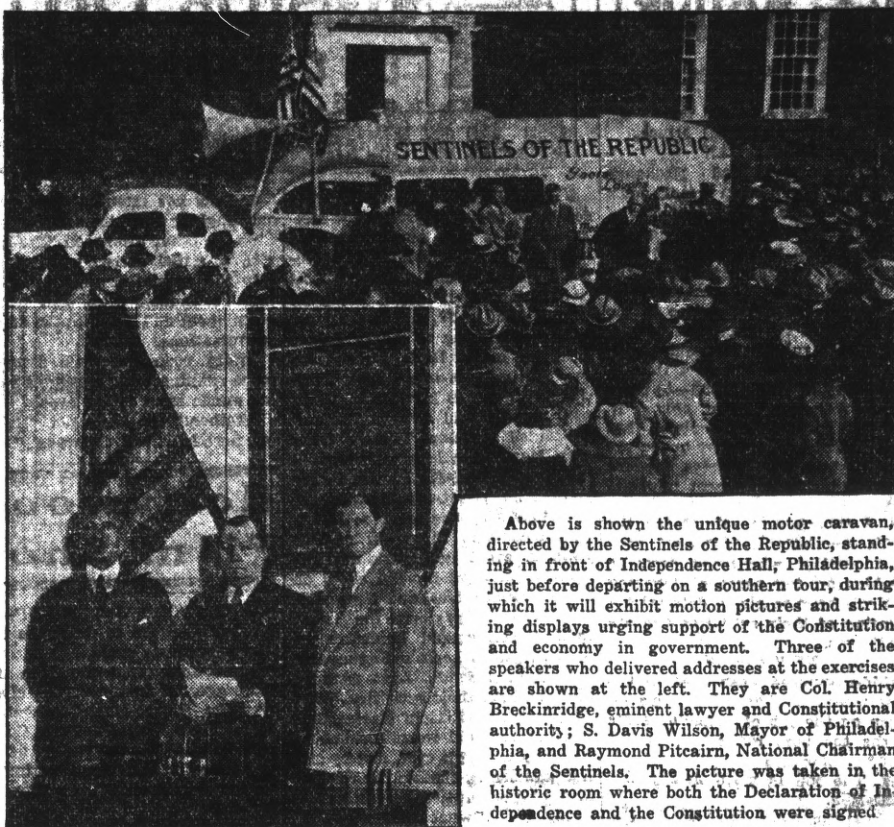 SENTINELS OF THE REPUBLIC
Above is shown the unique motor caravan,
directed by the Sentinels of the Republic, stand-
ing in front of Independence Hall, Philadelphia,
just before departing on a southern tour, during
which it will exhibit motion pictures and strik-
ing displays urging support of the Constitution
and economy in government. Three of the
speakers who delivered addresses at the exercises
are shown at the left. They are Col. Henry
Breckinridge, eminent lawyer and Constitutional
authority; S. Davis Wilson, Mayor of Philadel-
phia, and Raymond Pitcairn, National Chairman
of the Sentinels. The picture was taken in the
historic room where both the Declaration of In-
dependence and the Constitution were signed